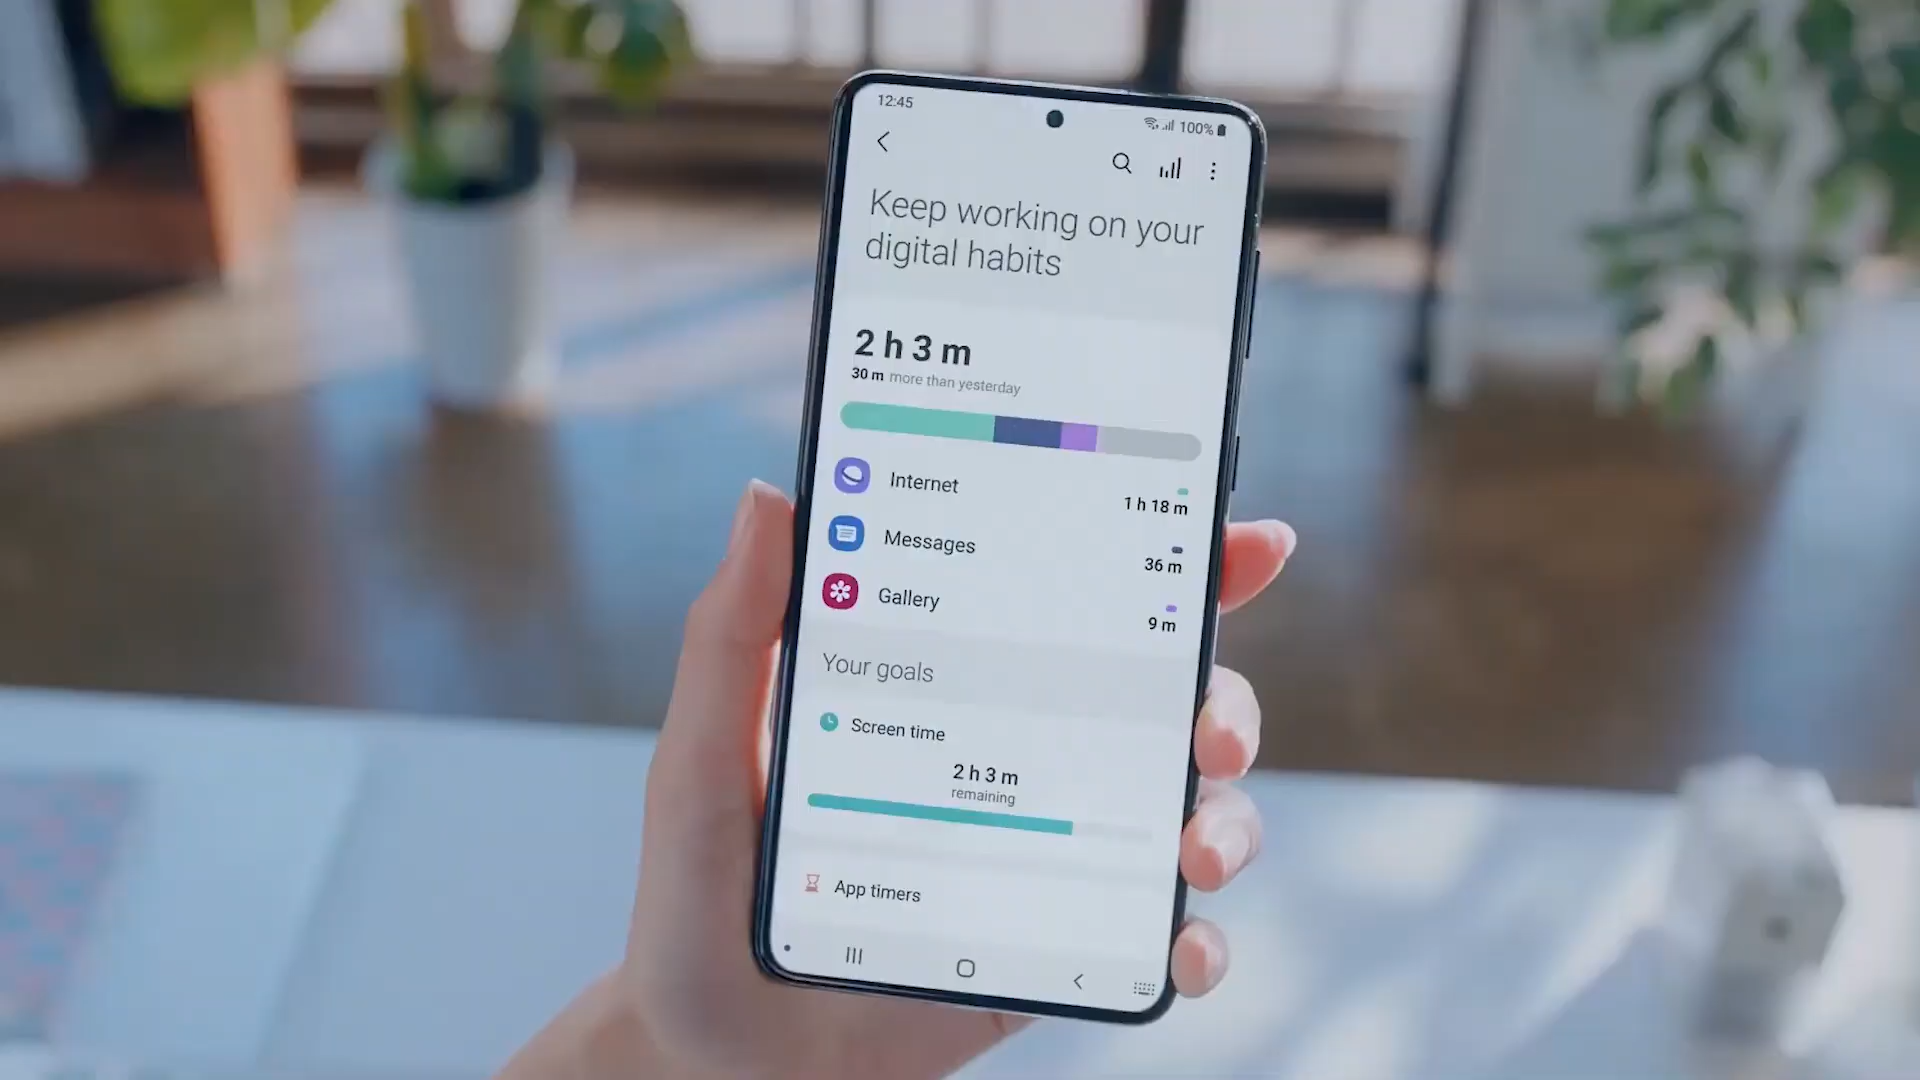 12:45
100%
Keep working on your
digital habits
2 h 3 m
30 m more than yesterday
Internet
1 h 18 m
Messages
36 m
Gallery
9 m
Your goals
Screen time
2 h 3 m
remaining
App timers